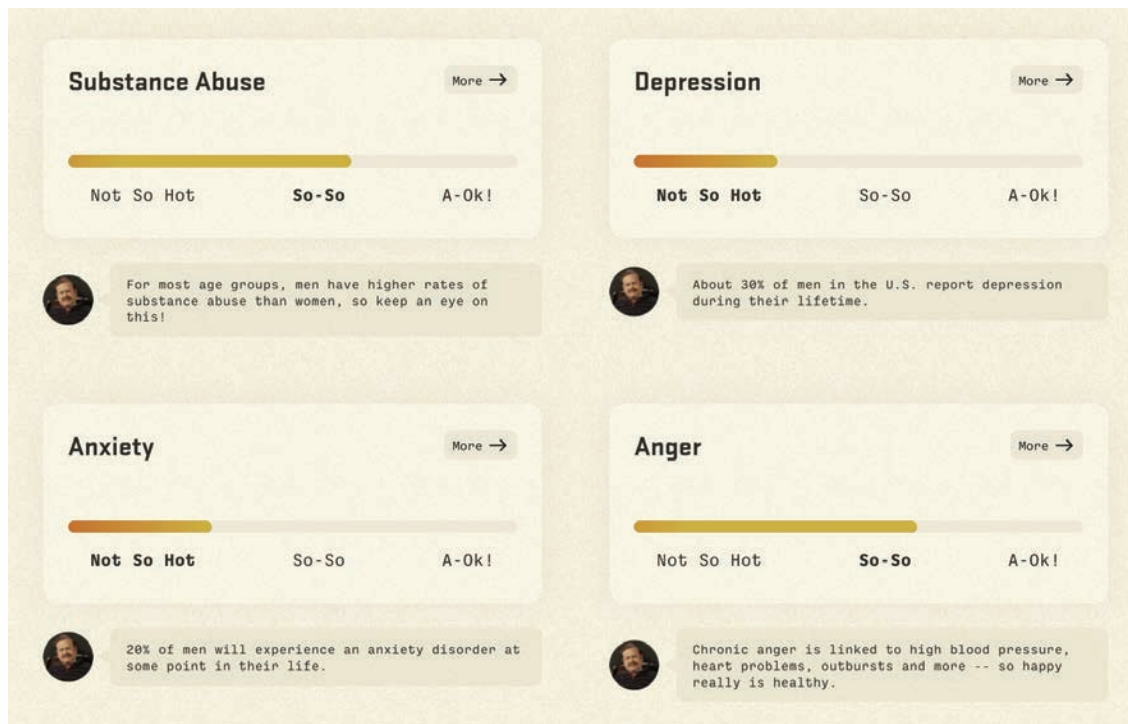 Substance Abuse
More →
Not So Hot So-So A-Ok!
For most age groups, men have higher rates of
substance abuse than women, so keep an eye on
this!
Depression
More →
Not So Hot So-So A-Ok!
About 30% of men in the U.S. report depression
during their lifetime.
Anxiety
More →
Not So Hot So-So A-Ok!
20% of men will experience an anxiety disorder at
some point in their life.
Anger
More →
Not So Hot So-So A-Ok!
Chronic anger is linked to high blood pressure,
heart problems, outbursts and more -- so happy
really is healthy.